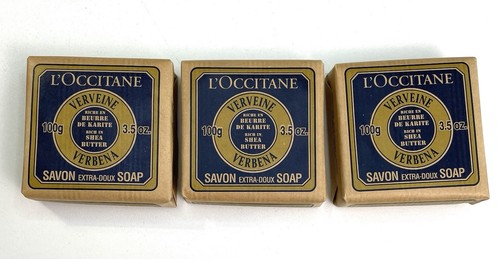 L'OCCITANE
VERVEINE
RICHE EN
BEURRE
DE KARITE
100g 3.5 oz.
RICH IN
SHEA
BUTTER
VERBENA
SAVON EXTRA-DOUX SOAP
L'OCCITANE
VERVEINE
RICHE EN
BEURRE
DE KARITE
100g 3.5 oz.
RICH IN
SHEA
BUTTER
VERBENA
SAVON EXTRA-DOUX SOAP
L'OCCITANE
VERVEINE
RICHE EN
BEURRE
DE KARITE
100g 3.5 oz.
RICH IN
SHEA
BUTTER
VERBENA
SAVON EXTRA-DOUX SOAP